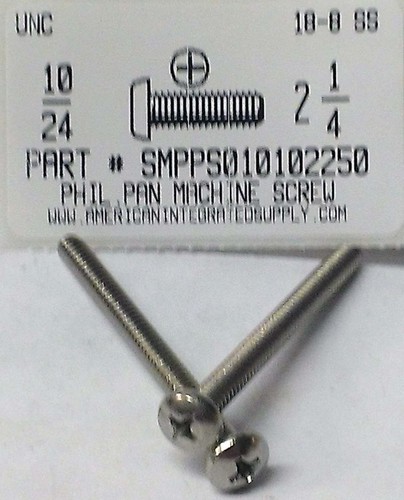 UNC 18-8 SS
10
24
2 1
4
PART # SMPPS010102250
PHIL PAN MACHINE SCREW
WWW.AMERICANINTEGRATEDSUPPLY.COM